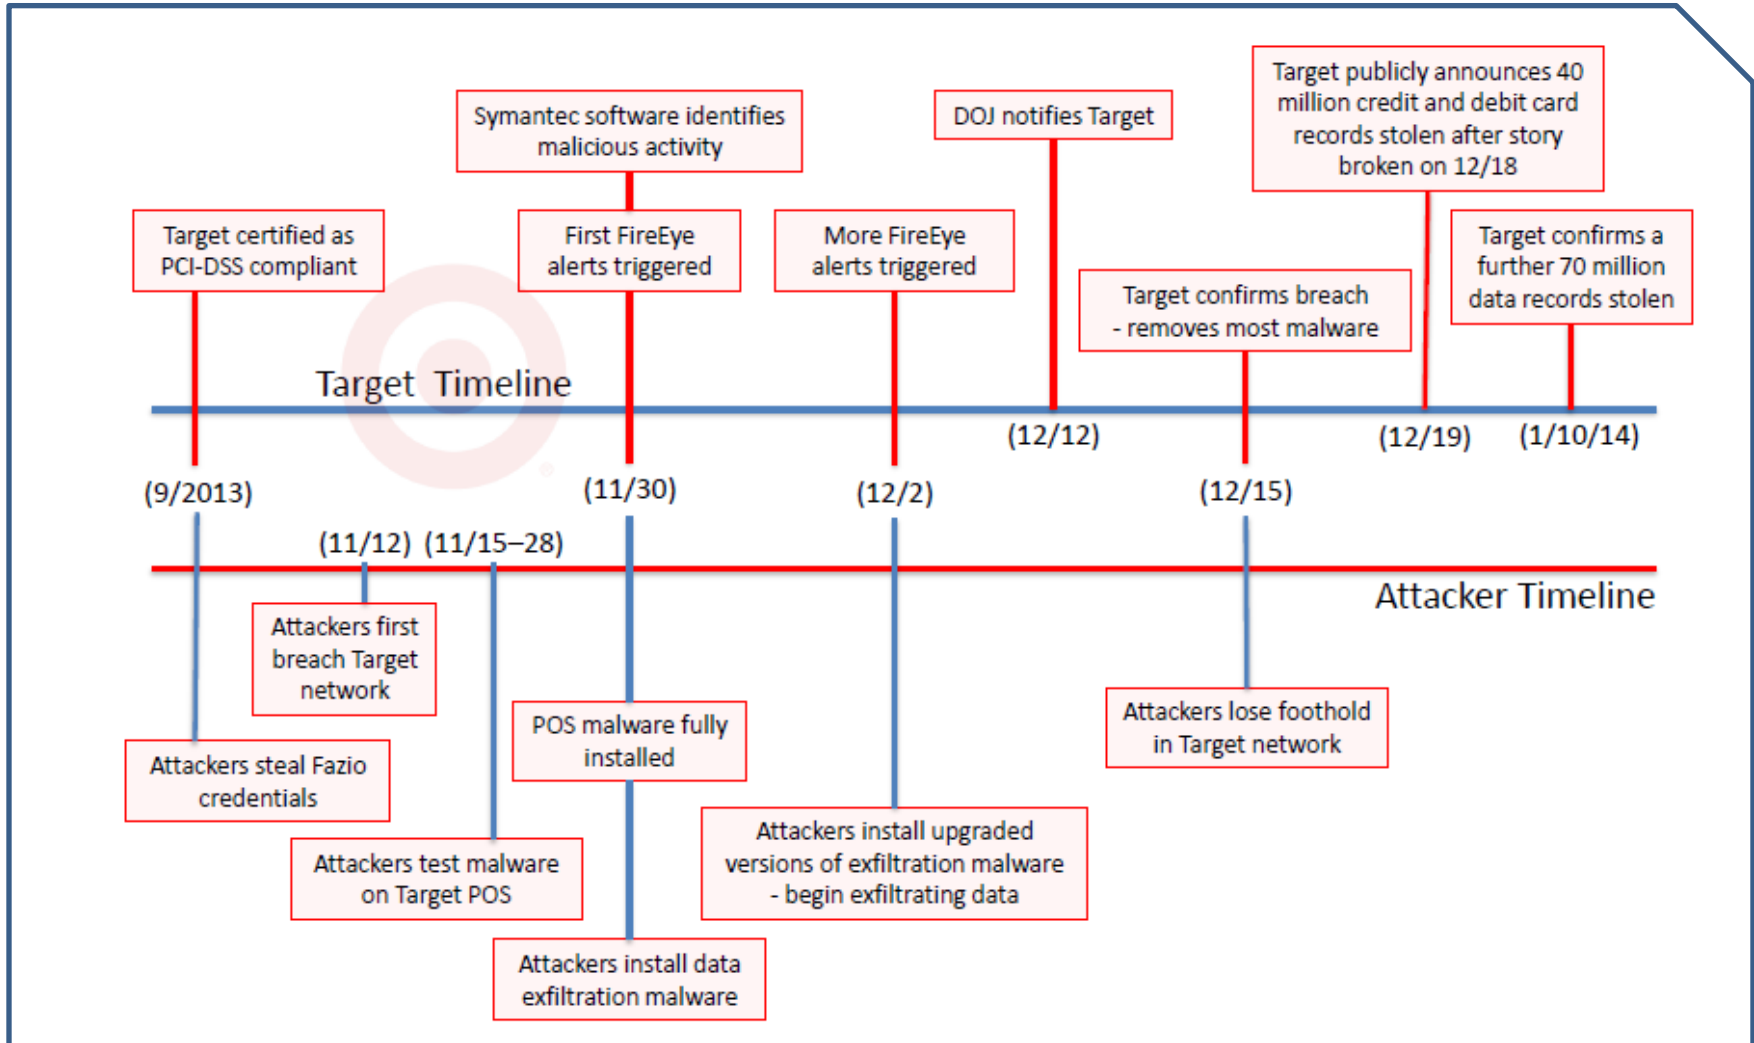 Target publicly announces 40
million credit and debit card
records stolen after story
broken on 12/18
Symantec software identifies
malicious activity
DOJ notifies Target
Target certified as
PCI-DSS compliant
First FireEye
alerts triggered
More FireEye
alerts triggered
Target confirms breach
- removes most malware
Target confirms a
further 70 million
data records stolen
Target Timeline
(12/12)
(12/19)
(1/10/14)
®
(9/2013)
(11/30)
(12/2)
(12/15)
(11/12)
(11/15–28)
Attacker Timeline
Attackers first
breach Target
network
Attackers steal Fazio
credentials
Attackers test malware
on Target POS
POS malware fully
installed
Attackers install data
exfiltration malware
Attackers install upgraded
versions of exfiltration malware
- begin exfiltrating data
Attackers lose foothold
in Target network